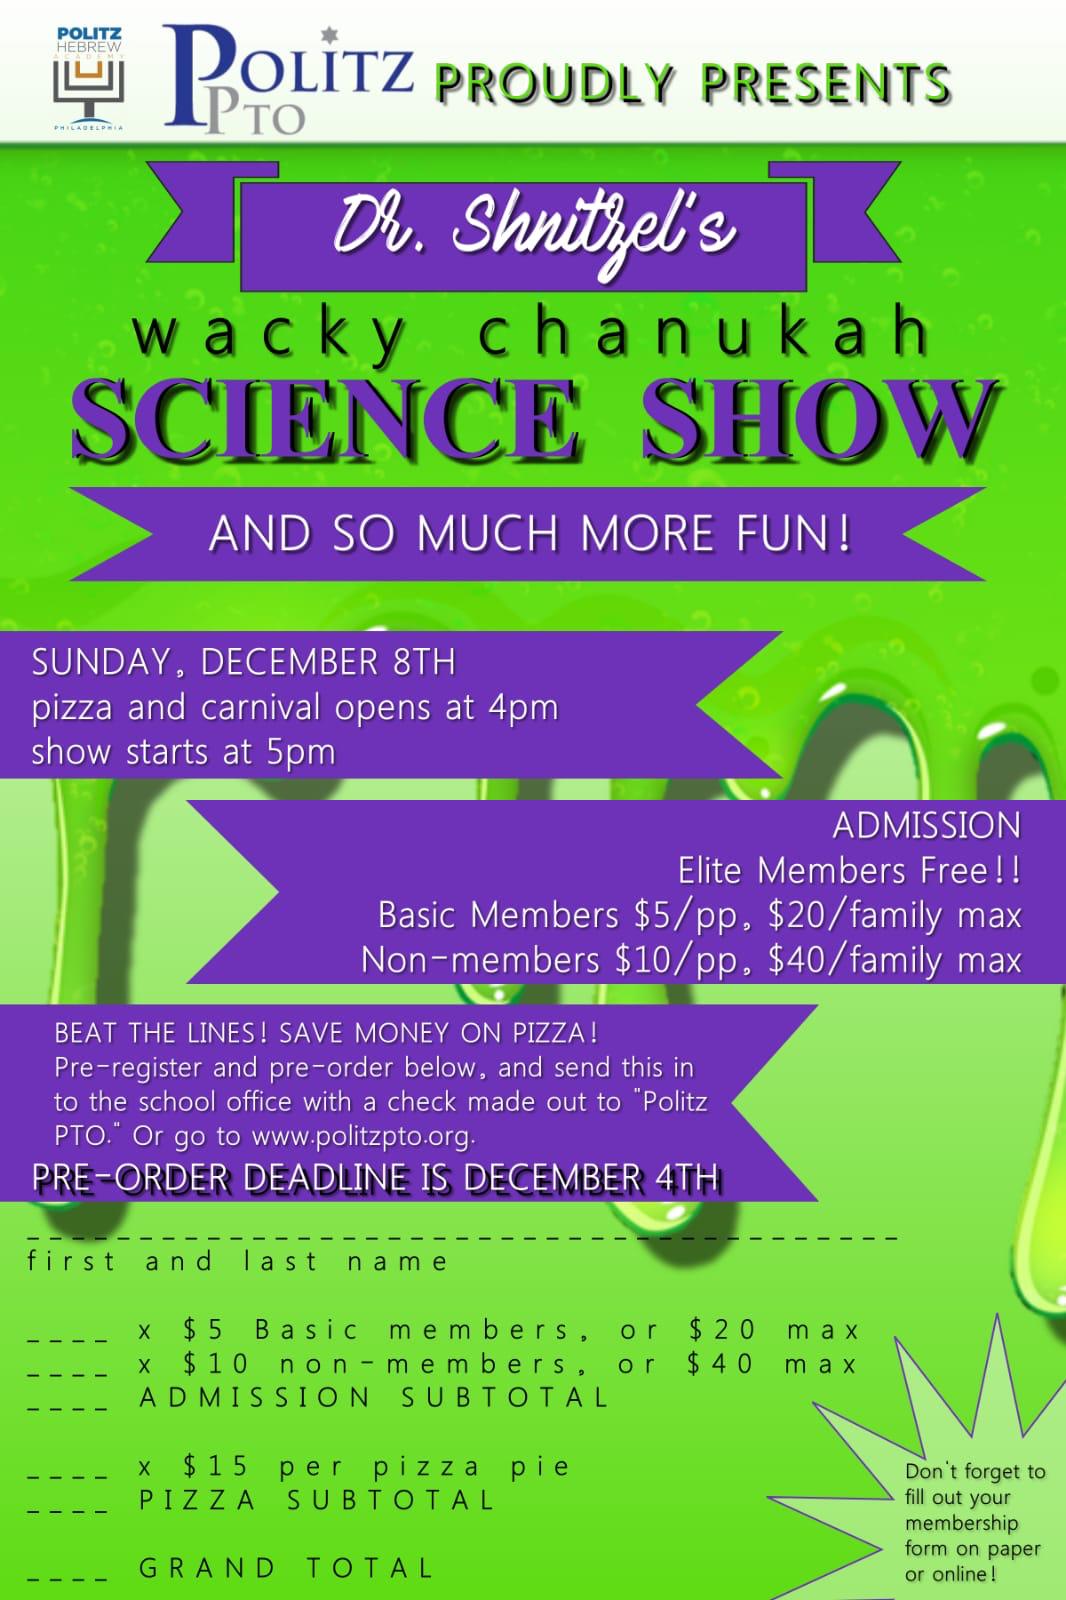 POLITZ
HEBREW
ACADEMY
PHILADELPHIA
POLITZ
PTO
PROUDLY PRESENTS
Dr. Shnitzel's
wacky chanukah
SCIENCE SHOW
AND SO MUCH MORE FUN!
SUNDAY, DECEMBER 8TH
pizza and carnival opens at 4pm
show starts at 5pm
ADMISSION
Elite Members Free!!
Basic Members $5/pp, $20/family max
Non-members $10/pp, $40/family max
BEAT THE LINES! SAVE MONEY ON PIZZA!
Pre-register and pre-order below, and send this in
to the school office with a check made out to "Politz
PTO." Or go to www.politzpto.org.
PRE-ORDER DEADLINE IS DECEMBER 4TH
_______________________________________
first and last name
____ x $5 Basic members, or $20 max
____ x $10 non-members, or $40 max
____ ADMISSION SUBTOTAL
____ x $15 per pizza pie
____ PIZZA SUBTOTAL
____ GRAND TOTAL
Don't forget to
fill out your
membership
form on paper
or online!